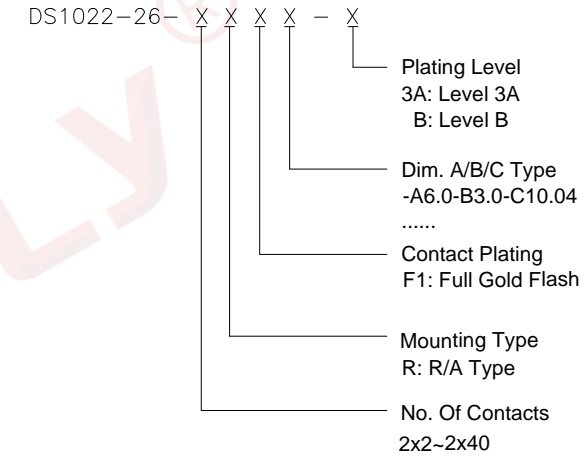 DS1022-26- X X X X - X
Plating Level
3A: Level 3A
B: Level B
Dim. A/B/C Type
-A6.0-B3.0-C10.04
......
Contact Plating
F1: Full Gold Flash
Mounting Type
R: R/A Type
No. Of Contacts
2x2~2x40
Ly
®